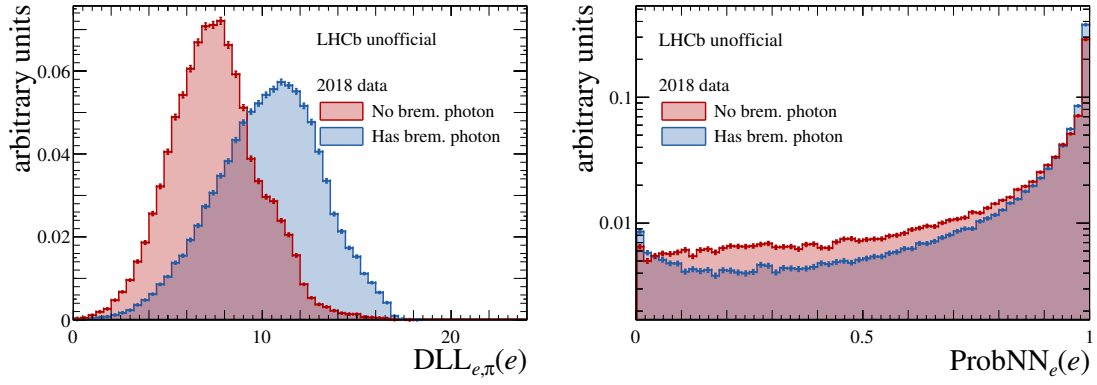 arbitrary units
0.06
0.04
0.02
0
0
10
20
DLL_{e,π}(e)
LHCb unofficial
2018 data
No brem. photon
Has brem. photon
arbitrary units
0.1
0.01
0
0.5
1
ProbNN_e(e)
LHCb unofficial
2018 data
No brem. photon
Has brem. photon